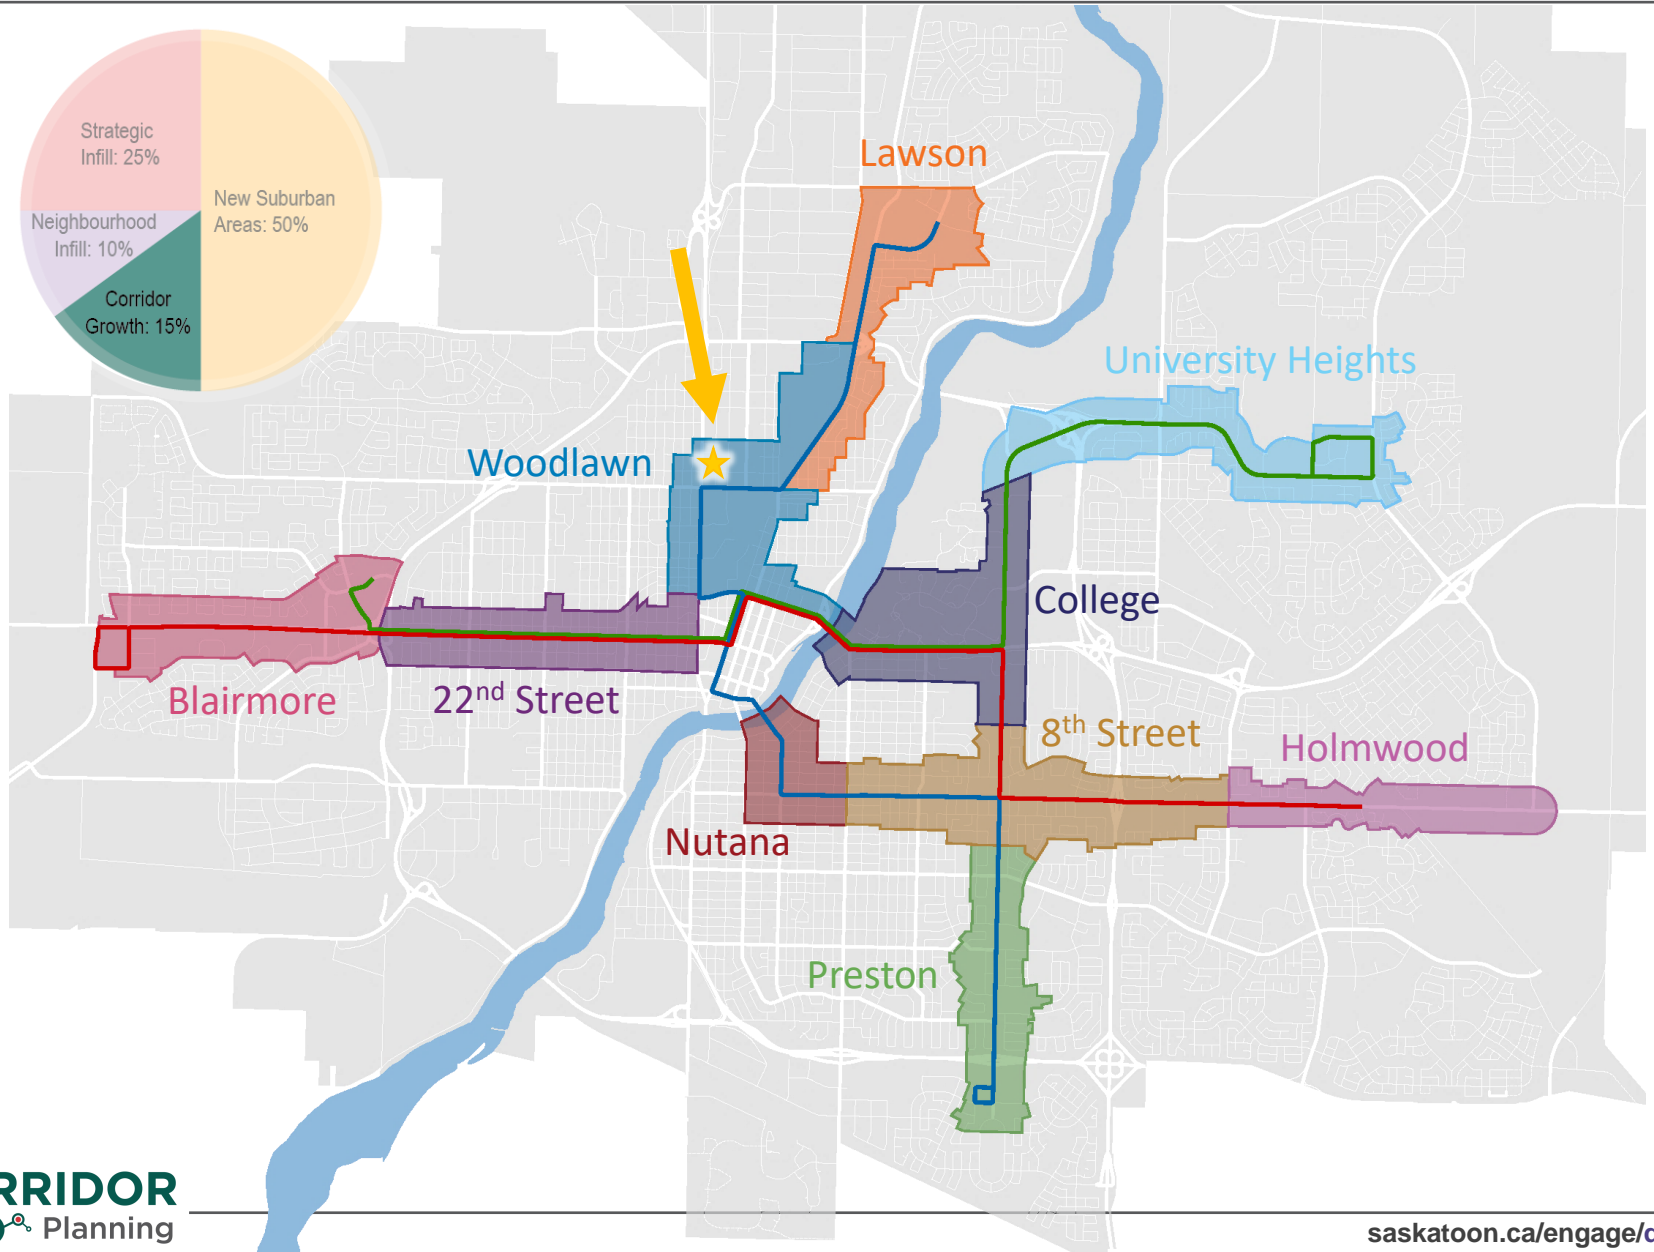 Strategic
Infill: 25%
New Suburban
Areas: 50%
Neighbourhood
Infill: 10%
Corridor
Growth: 15%
Lawson
University Heights
Woodlawn
College
Blairmore
22nd Street
8th Street
Holmwood
Nutana
Preston
RRIDOR
Planning
saskatoon.ca/engage/